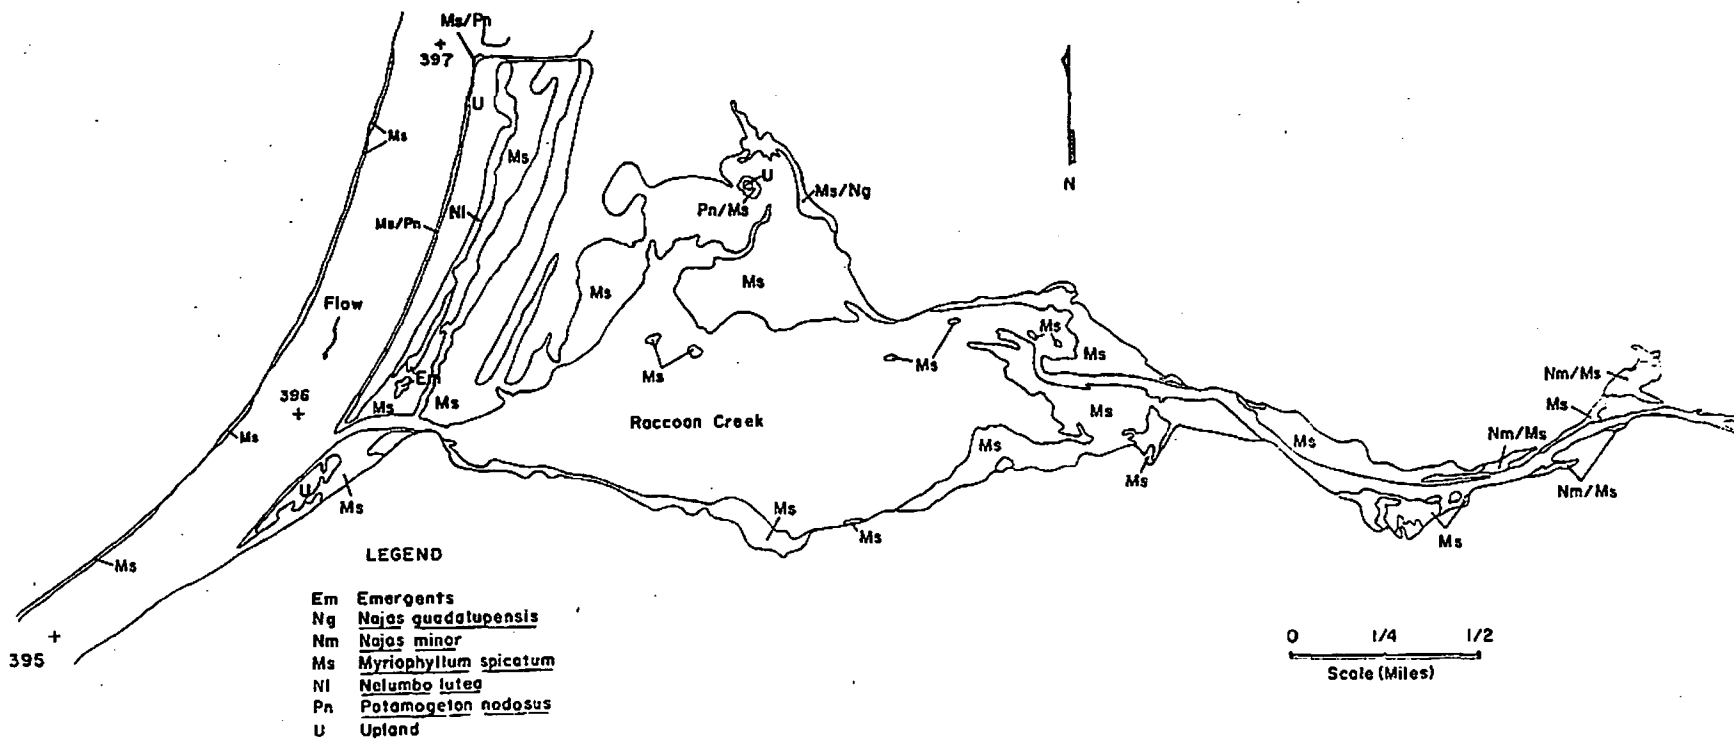 Ms/Pn
397
U
Ms
Ms
U
Ms/Ng
Pn/Ms
Nl
Ms/Pn
Ms
Ms
Flow
N
Ms
Ms
Ms
Ms
Em
396
Ms
Ms
Raccoon Creek
Ms
Nm/Ms
Ms
Ms
Ms
Ms
Nm/Ms
Ms
U
Ms
Ms
Nm/Ms
Ms
Ms
Ms
Ms
LEGEND
Em Emergents
Ng Najas guadalupensis
Nm Najas minor
Ms Myriophyllum spicatum
Nl Nelumbo lutea
Pn Potamogeton nodosus
U Upland
395
0 1/4 1/2
Scale (Miles)